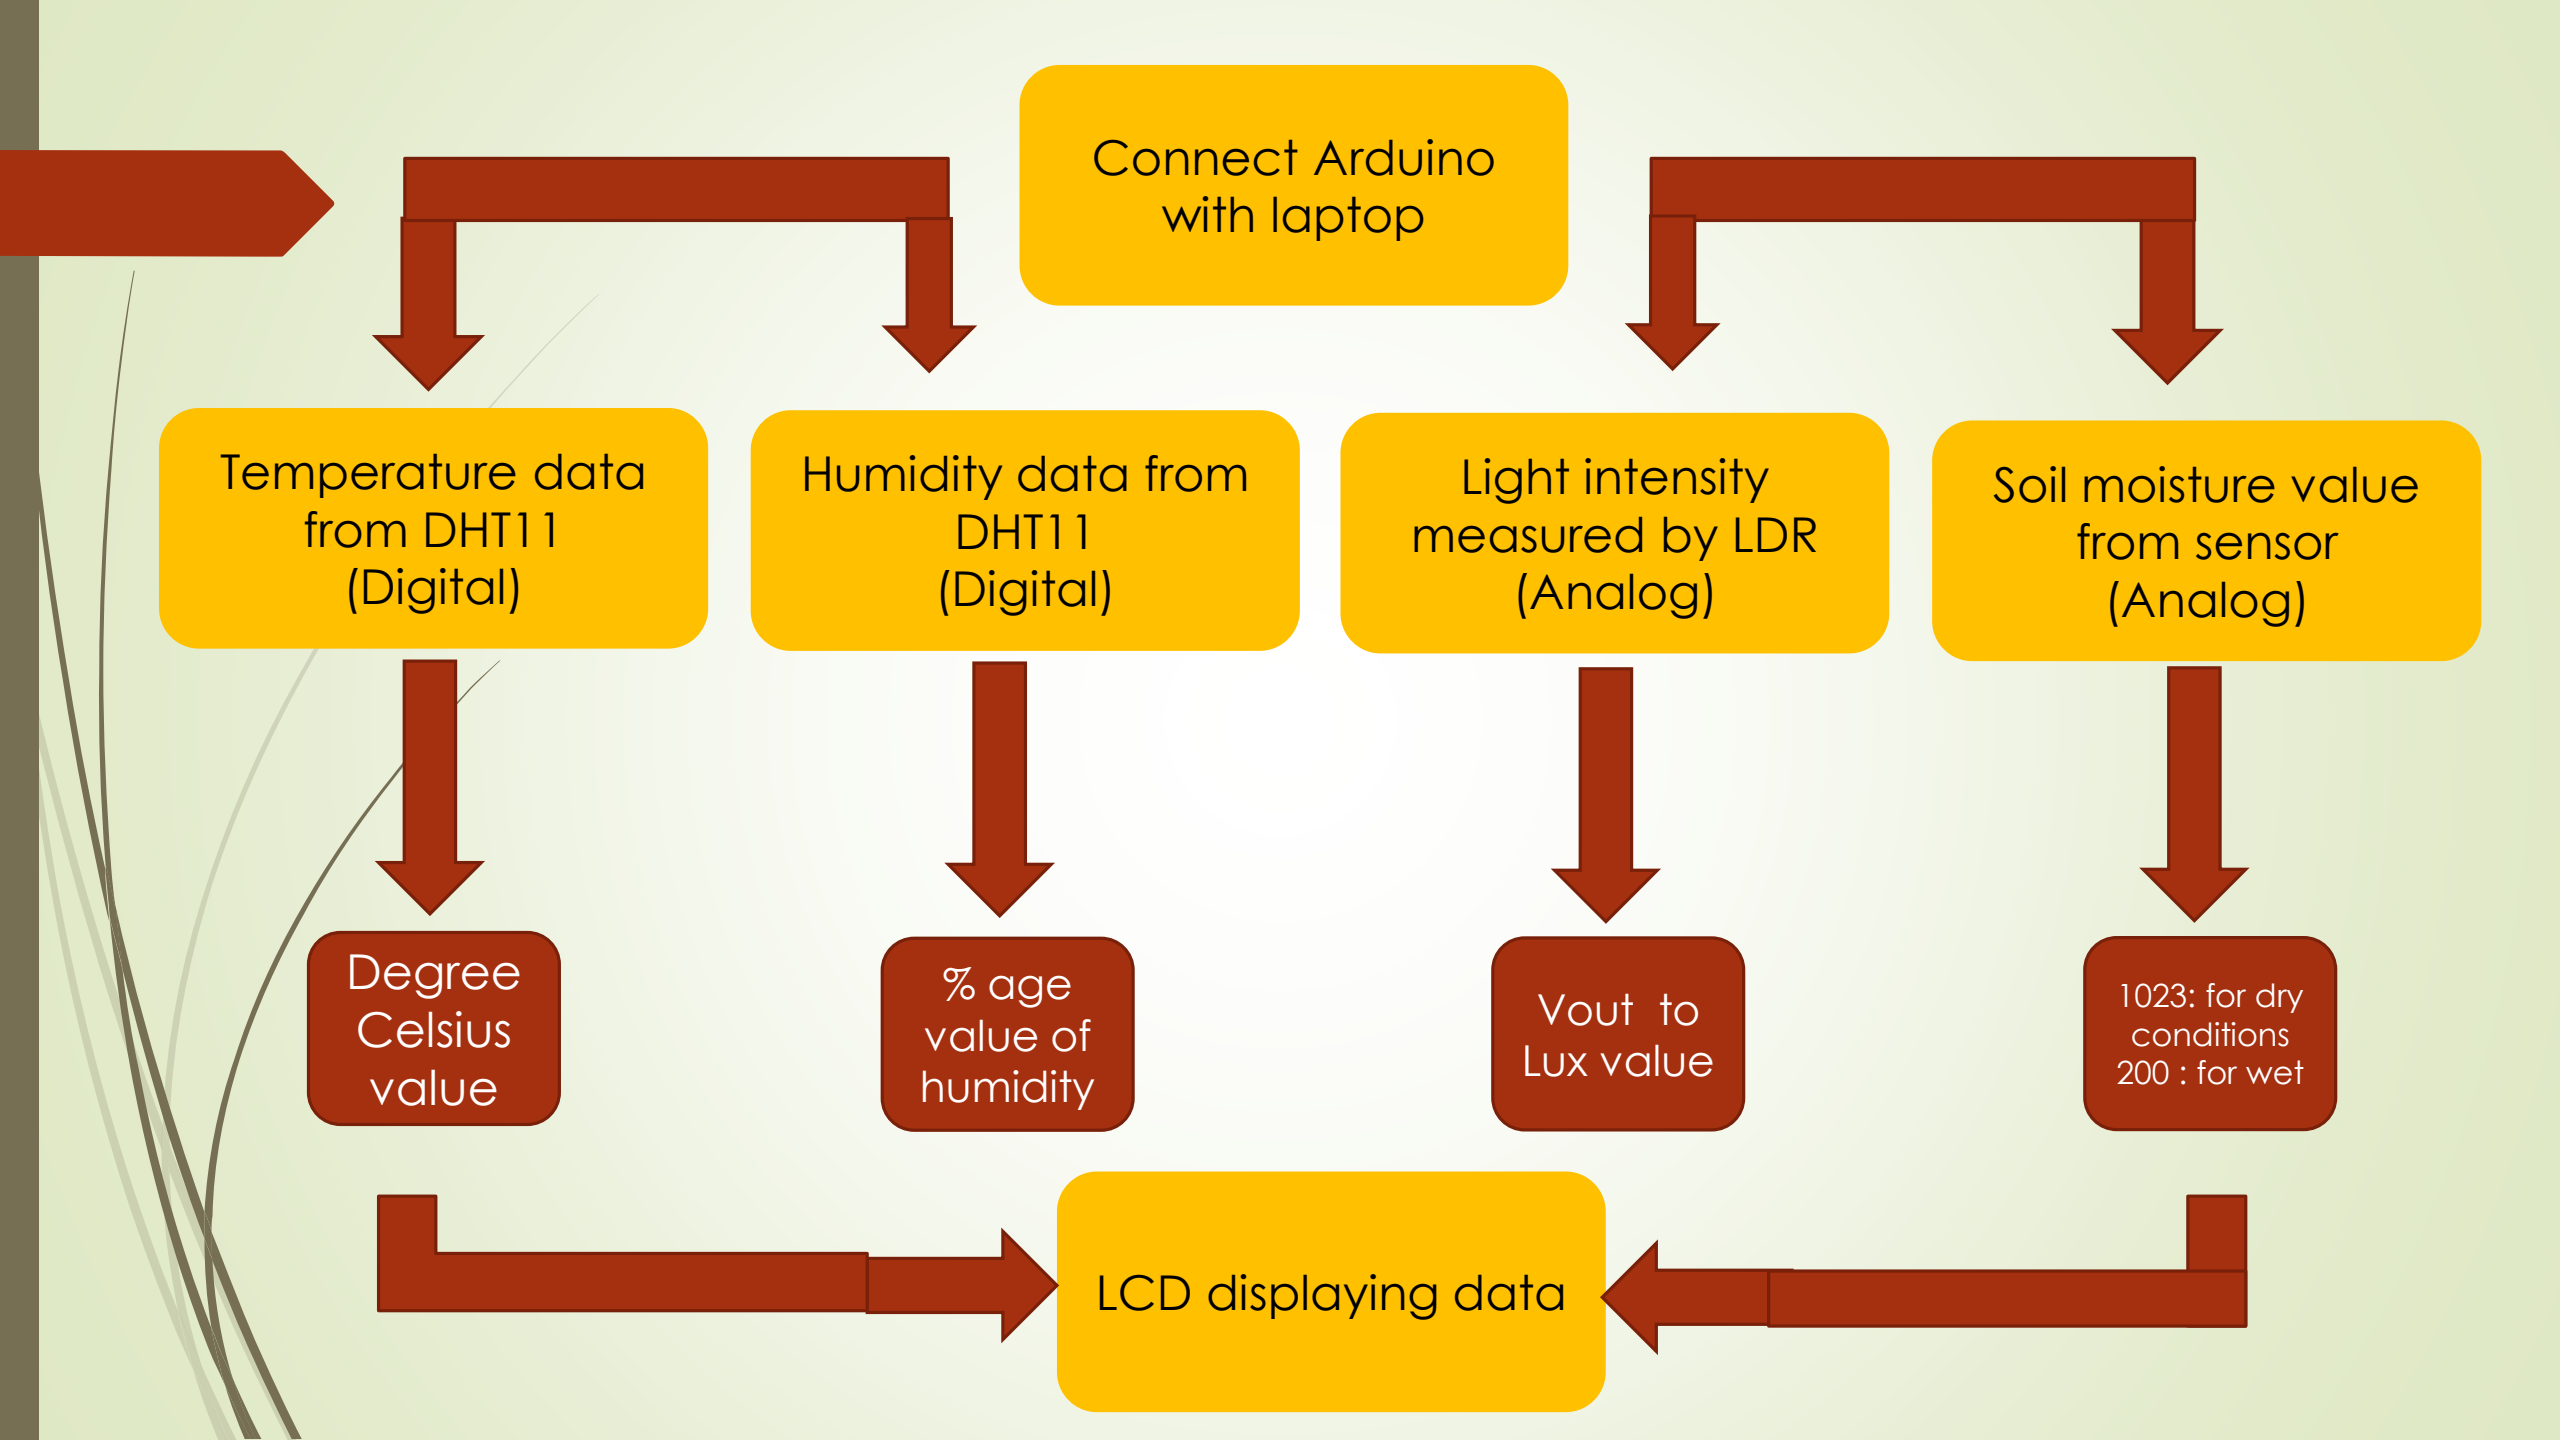 Connect Arduino
with laptop
Temperature data
from DHT11
(Digital)
Humidity data from
DHT11
(Digital)
Light intensity
measured by LDR
(Analog)
Soil moisture value
from sensor
(Analog)
Degree
Celsius
value
% age
value of
humidity
Vout  to
Lux value
1023: for dry
conditions
200 : for wet
LCD displaying data